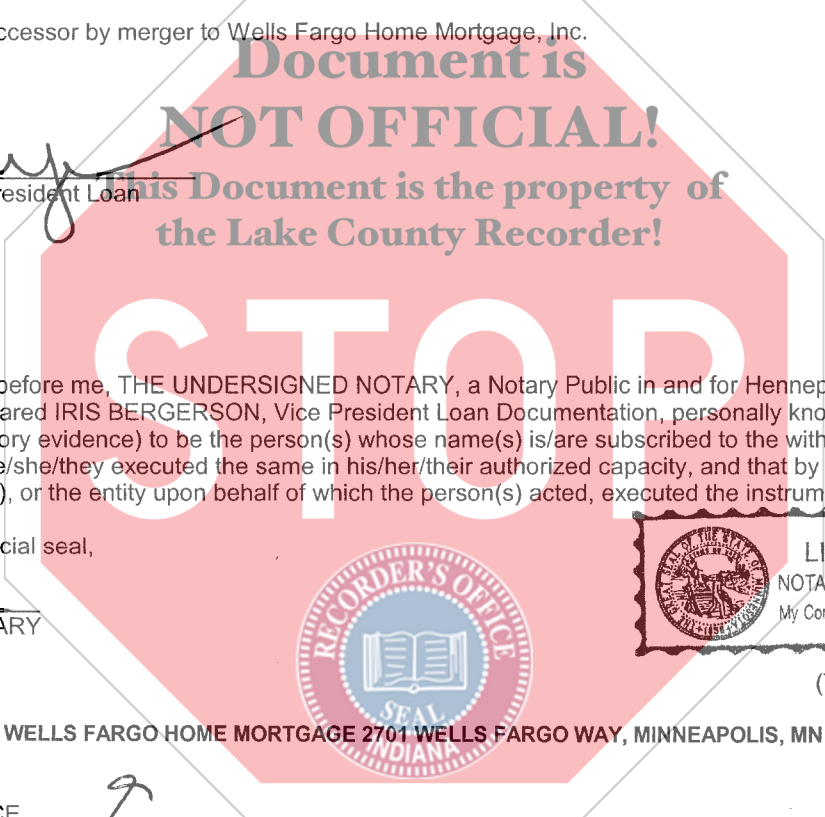 ccessor by merger to Wells Fargo Home Mortgage, Inc.
Document is
NOT OFFICIAL!
This Document is the property of
the Lake County Recorder!
resident Loan
STOP
before me, THE UNDERSIGNED NOTARY, a Notary Public in and for Hennep
ared IRIS BERGERSON, Vice President Loan Documentation, personally kno
ory evidence) to be the person(s) whose name(s) is/are subscribed to the with
e/she/they executed the same in his/her/their authorized capacity, and that by
), or the entity upon behalf of which the person(s) acted, executed the instrum
cial seal,
ARY
RECORDER'S OFFICE
SEAL
INDIANA
LI
NOTA
My Co
WELLS FARGO HOME MORTGAGE 2701 WELLS FARGO WAY, MINNEAPOLIS, MN
CE